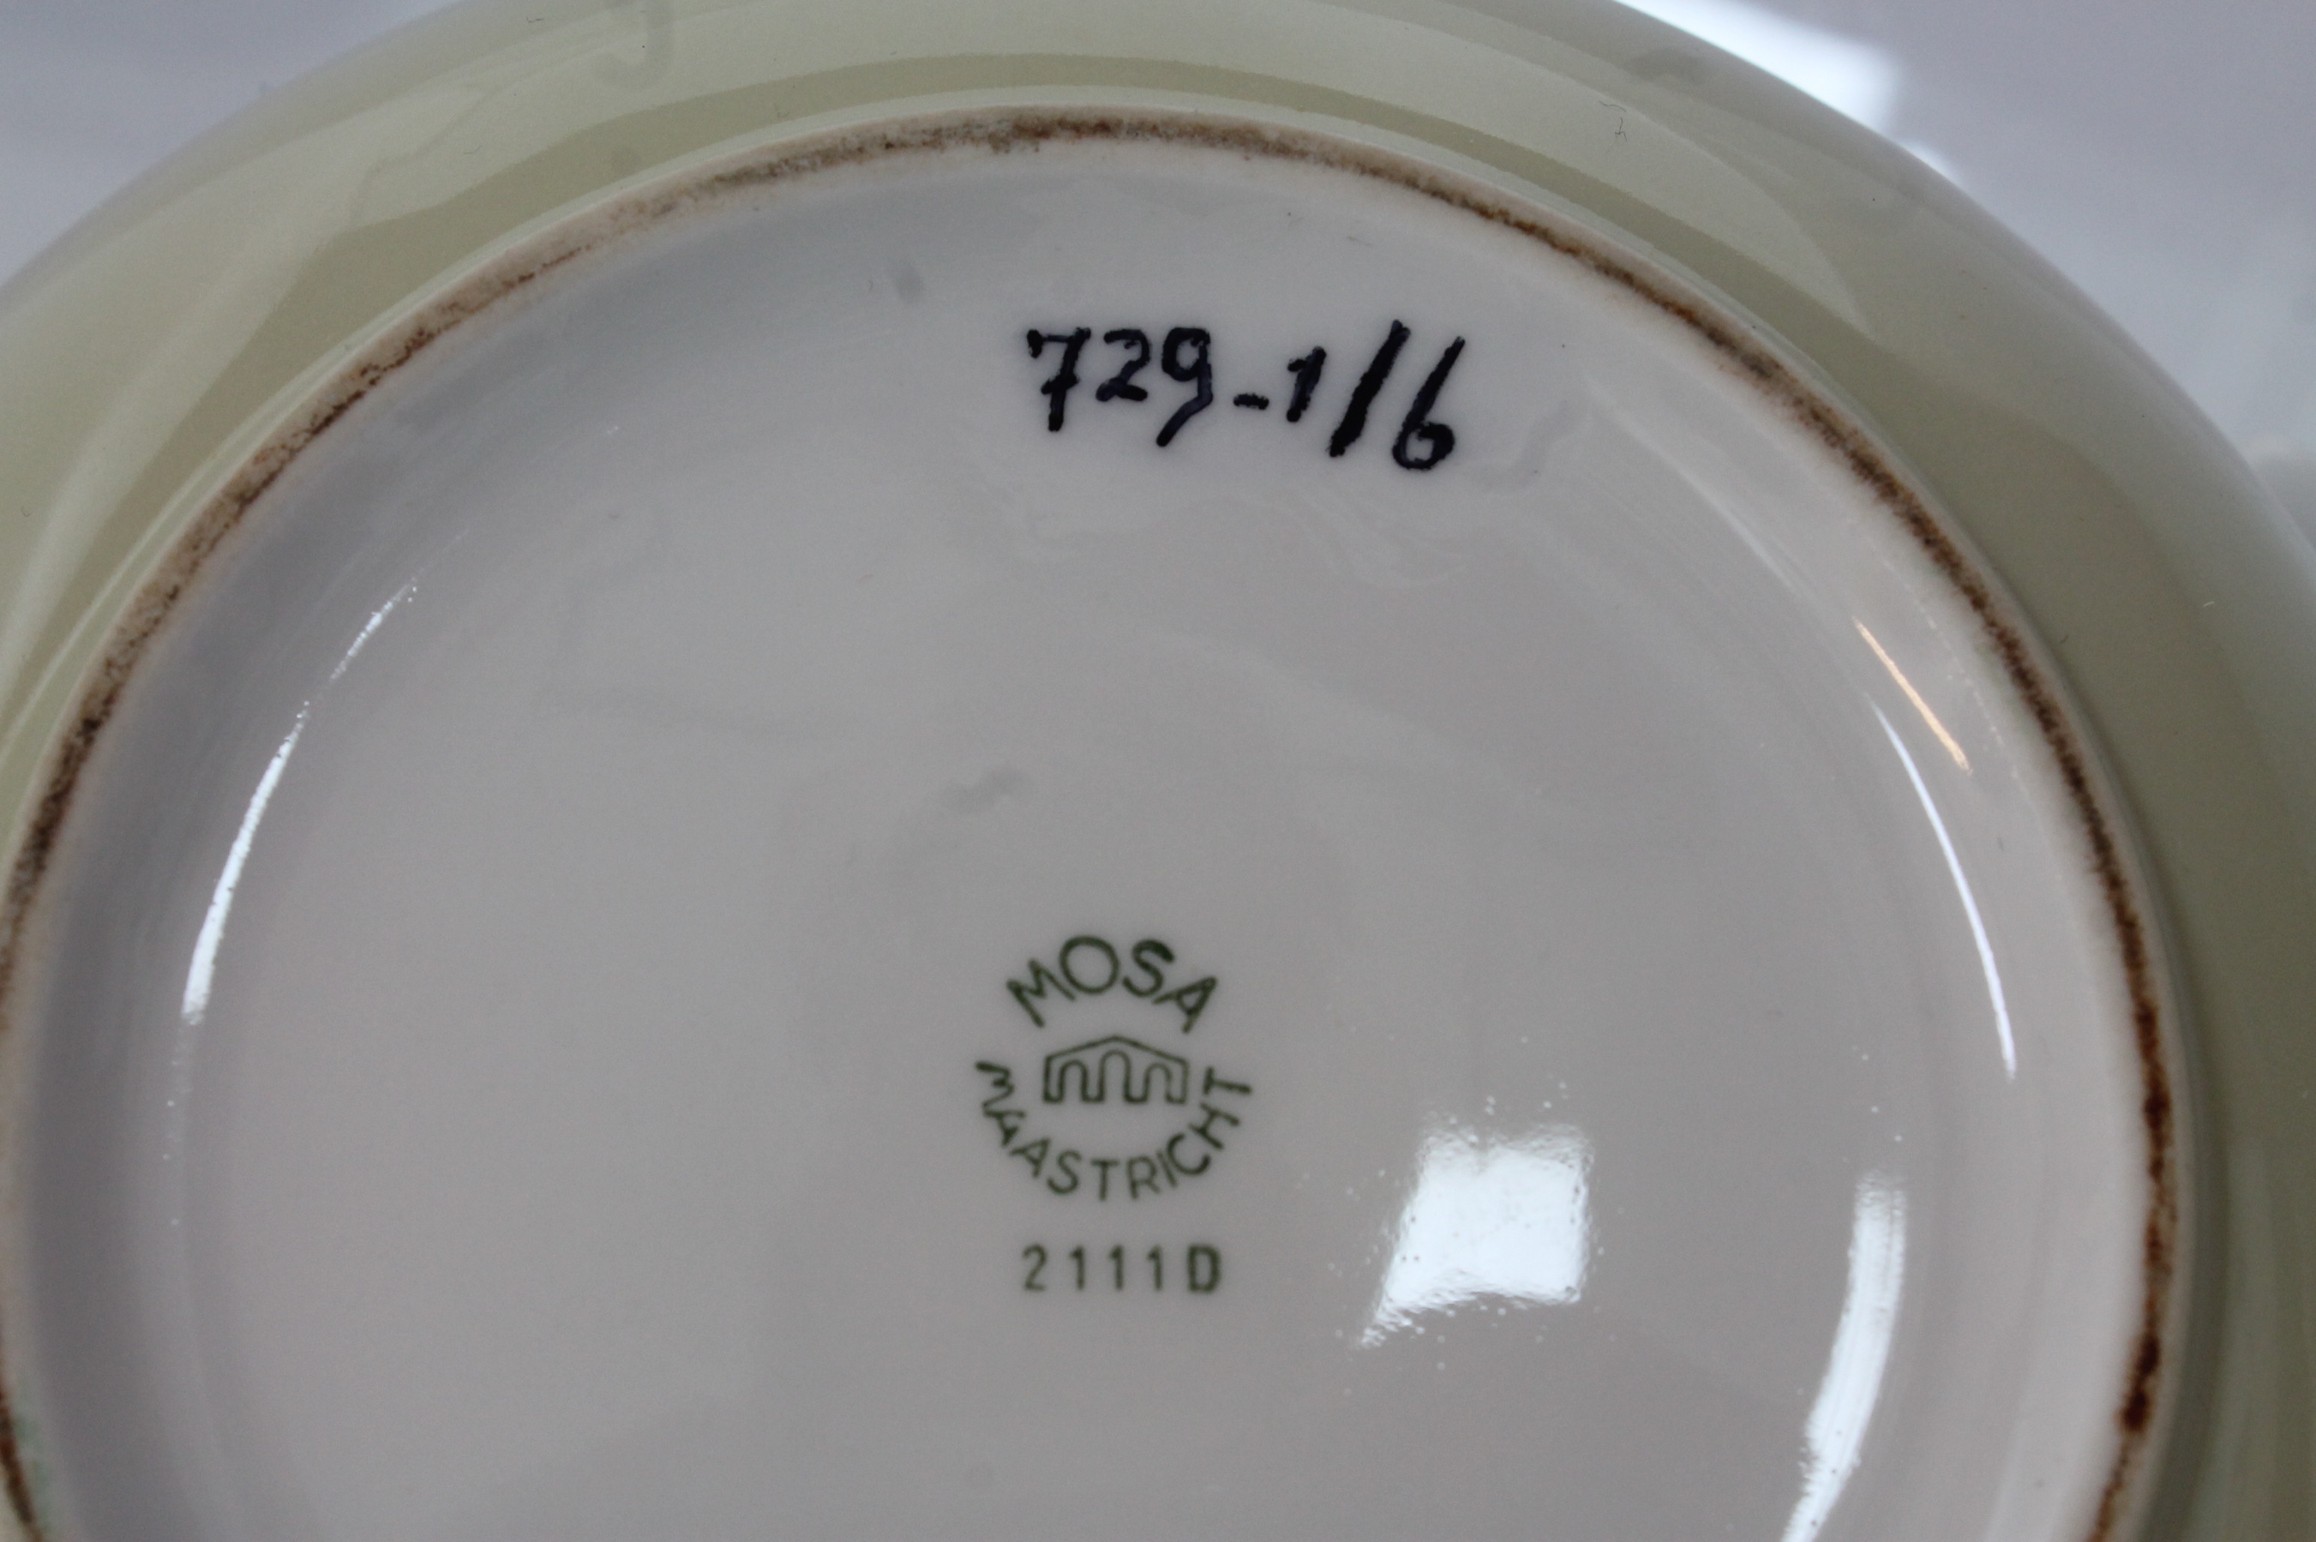 729-1/6
MOSA
MAASTRICHT
2111D